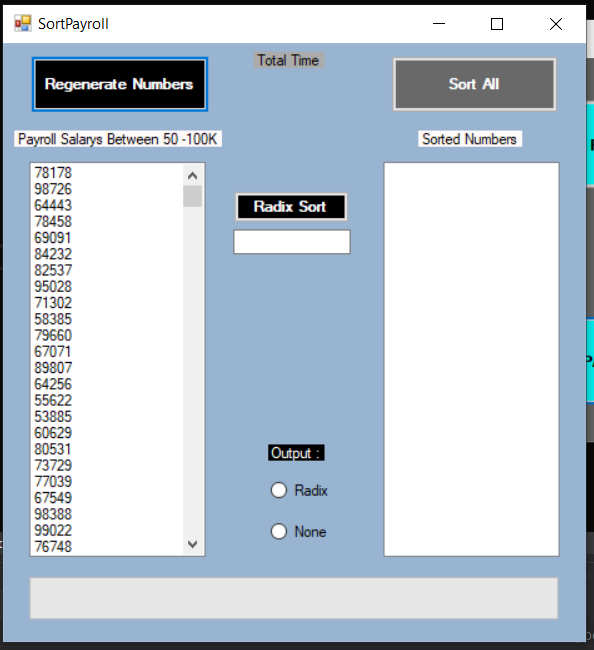 SortPayroll
Total Time
Regenerate Numbers
Sort All
Payroll Salarys Between 50 -100K
Sorted Numbers
78178
98726
64443
78458
69091
84232
82537
95028
71302
58385
79660
67071
89807
64256
55622
53885
60629
80531
73729
77039
67549
98388
99022
76748
Radix Sort
Output :
Radix
None